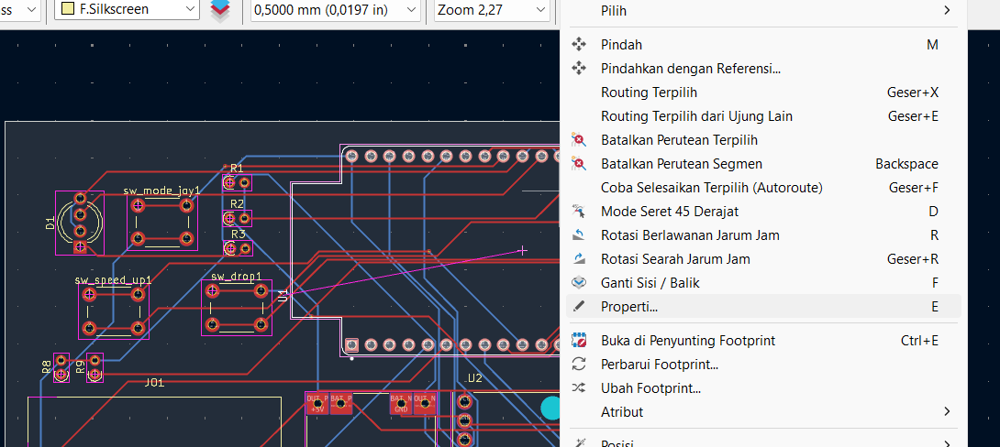 ss
F.Silkscreen
0,5000 mm (0,0197 in)
Zoom 2,27
Pilih
Pindah M
Pindahkan dengan Referensi...
Routing Terpilih Geser+X
Routing Terpilih dari Ujung Lain Geser+E
Batalkan Perutean Terpilih
Batalkan Perutean Segmen Backspace
Coba Selesaikan Terpilih (Autoroute) Geser+F
Mode Seret 45 Derajat D
Rotasi Berlawanan Jarum Jam R
Rotasi Searah Jarum Jam Geser+R
Ganti Sisi / Balik F
Properti... E
Buka di Penyunting Footprint Ctrl+E
Perbarui Footprint...
Ubah Footprint...
Atribut
Posisi
R1
sw_mode_jay1
R2
D1
R3
sw_speed_up1
sw_drop1
U1
R8
R9
JO1
U2
OUT_P
BAT_P
BAT_N
OUT_N
+5V
GND